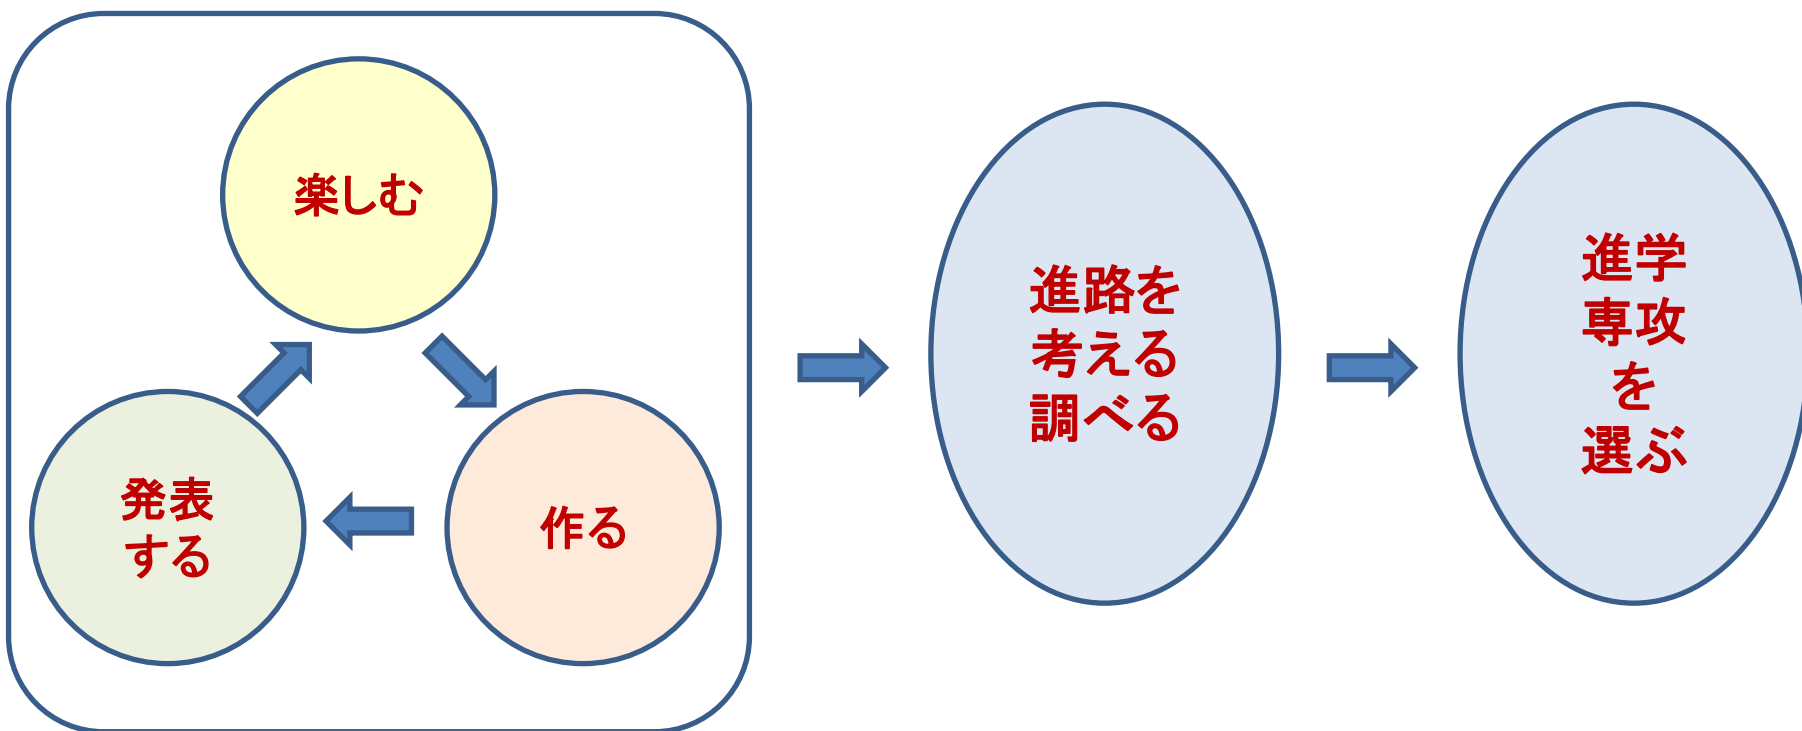 楽しむ
発表
する
作る
進路を
考える
調べる
進学
専攻
を
選ぶ